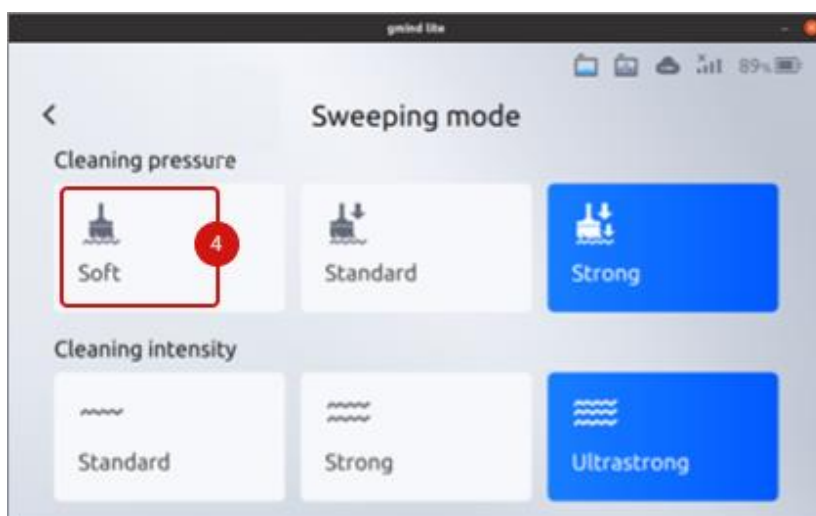 gmind lite
89%
Sweeping mode
Cleaning pressure
4
Soft
Standard
Strong
Cleaning intensity
Standard
Strong
Ultrastrong